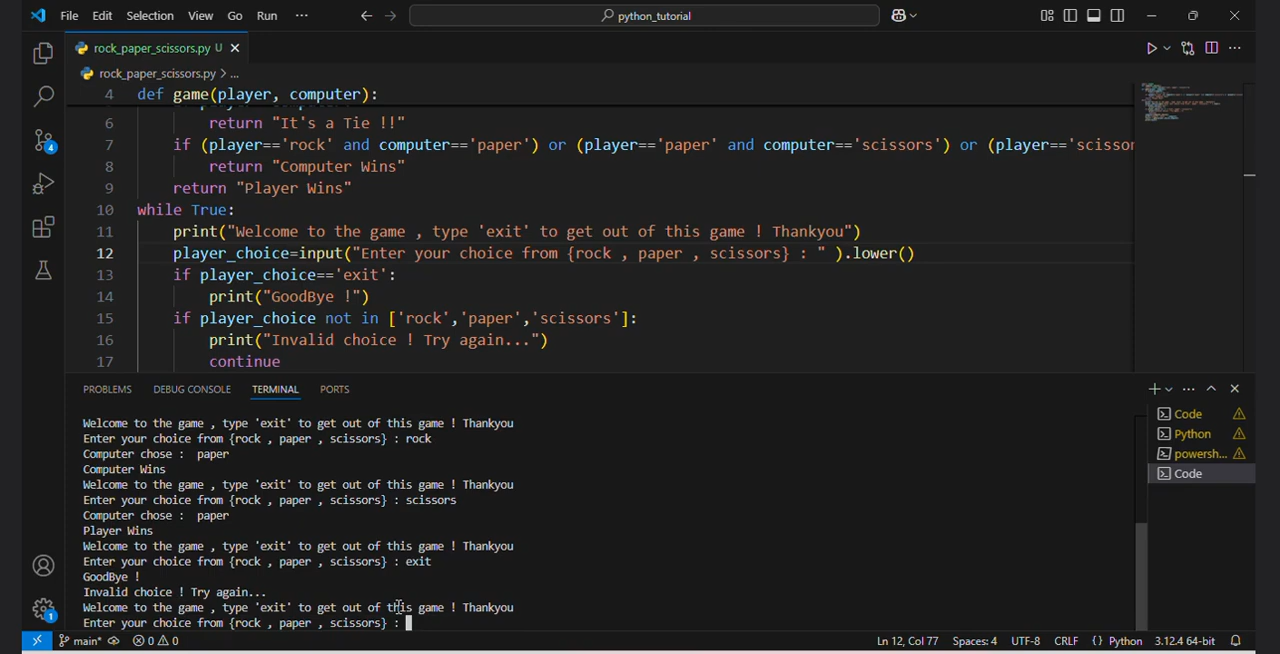 File Edit Selection View Go Run ··· python_tutorial
rock_paper_scissors.py U
rock_paper_scissors.py > ...
4 def game(player, computer):
6 return "It's a Tie !!"
7 if (player=='rock' and computer=='paper') or (player=='paper' and computer=='scissors') or (player=='scissor
8 return "Computer Wins"
9 return "Player Wins"
10 while True:
11 print("Welcome to the game , type 'exit' to get out of this game ! Thankyou")
12 player_choice=input("Enter your choice from {rock , paper , scissors} : " ).lower()
13 if player_choice=='exit':
14 print("GoodBye !")
15 if player_choice not in ['rock','paper','scissors']:
16 print("Invalid choice ! Try again...")
17 continue
PROBLEMS DEBUG CONSOLE TERMINAL PORTS
Welcome to the game , type 'exit' to get out of this game ! Thankyou
Enter your choice from {rock , paper , scissors} : rock
Computer chose : paper
Computer Wins
Welcome to the game , type 'exit' to get out of this game ! Thankyou
Enter your choice from {rock , paper , scissors} : scissors
Computer chose : paper
Player Wins
Welcome to the game , type 'exit' to get out of this game ! Thankyou
Enter your choice from {rock , paper , scissors} : exit
GoodBye !
Invalid choice ! Try again...
Welcome to the game , type 'exit' to get out of this game ! Thankyou
Enter your choice from {rock , paper , scissors} :
Code
Python
powersh...
Code
4
1
main* 0 0 Ln 12, Col 77 Spaces: 4 UTF-8 CRLF {} Python 3.12.4 64-bit